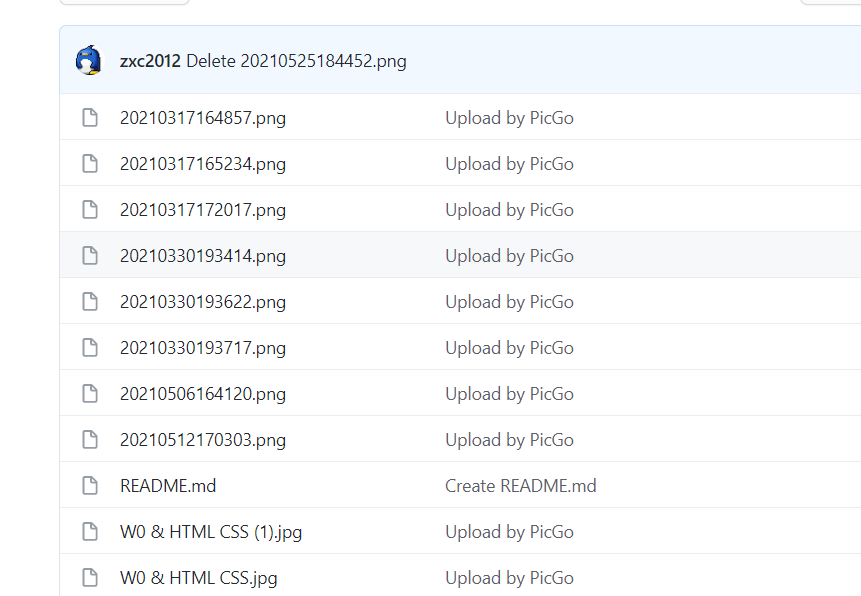 zxc2012 Delete 20210525184452.png
20210317164857.png Upload by PicGo
20210317165234.png Upload by PicGo
20210317172017.png Upload by PicGo
20210330193414.png Upload by PicGo
20210330193622.png Upload by PicGo
20210330193717.png Upload by PicGo
20210506164120.png Upload by PicGo
20210512170303.png Upload by PicGo
README.md Create README.md
W0 & HTML CSS (1).jpg Upload by PicGo
W0 & HTML CSS.jpg Upload by PicGo